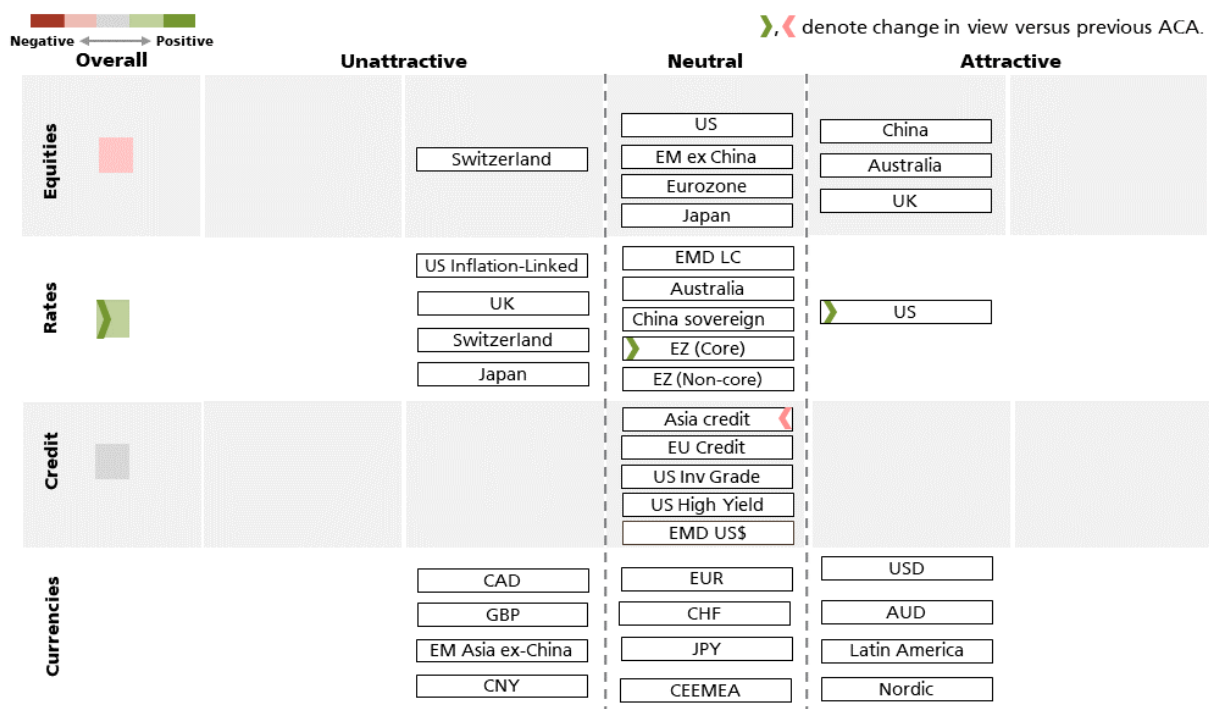 Negative Positive
denote change in view versus previous ACA.
Overall Unattractive Neutral Attractive
Equities
Switzerland
US
EM ex China
Eurozone
Japan
China
Australia
UK
Rates
US Inflation-Linked
UK
Switzerland
Japan
EMD LC
Australia
China sovereign
EZ (Core)
EZ (Non-core)
US
Credit
Asia credit
EU Credit
US Inv Grade
US High Yield
EMD US$
Currencies
CAD
GBP
EM Asia ex-China
CNY
EUR
CHF
JPY
CEEMEA
USD
AUD
Latin America
Nordic